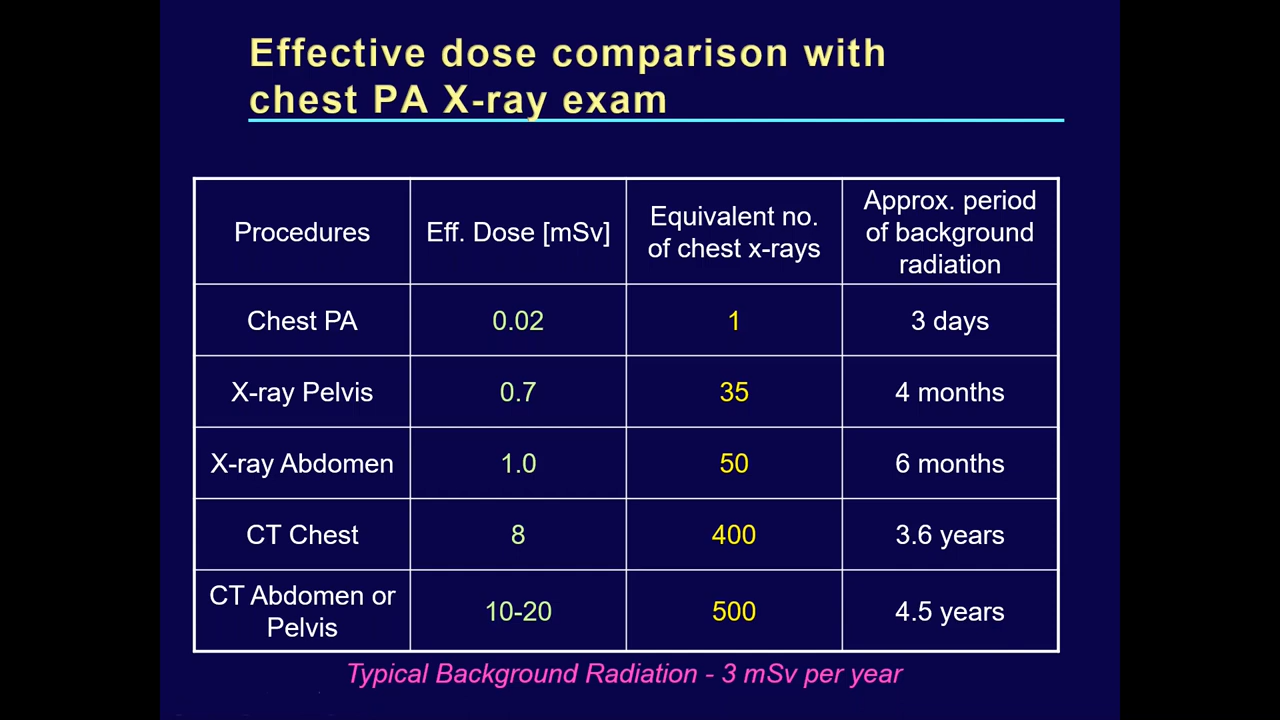 Effective dose comparison with
chest PA X-ray exam
Procedures
Eff. Dose [mSv]
Equivalent no.
of chest x-rays
Approx. period
of background
radiation
Chest PA
0.02
1
3 days
X-ray Pelvis
0.7
35
4 months
X-ray Abdomen
1.0
50
6 months
CT Chest
8
400
3.6 years
CT Abdomen or
Pelvis
10-20
500
4.5 years
Typical Background Radiation - 3 mSv per year